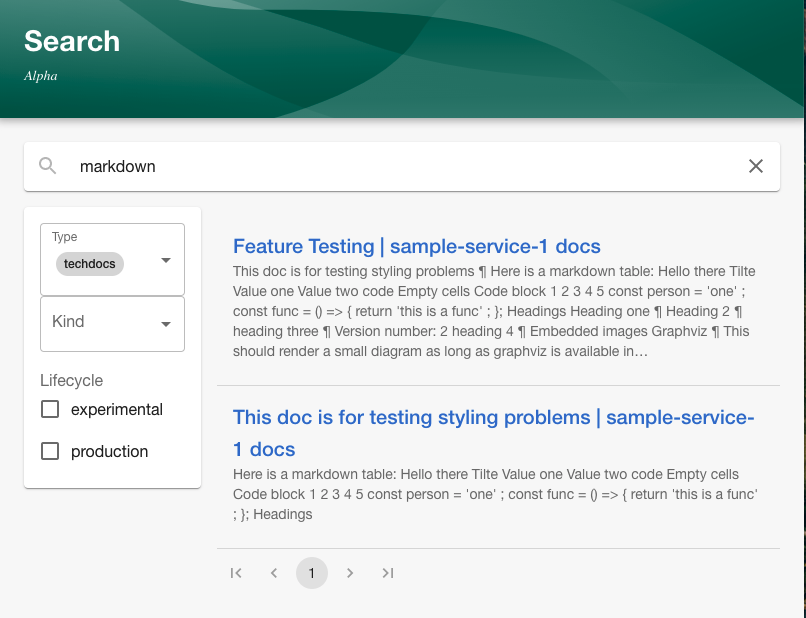 Search
Alpha
markdown
Type
techdocs
Kind
Lifecycle
experimental
production
Feature Testing | sample-service-1 docs
This doc is for testing styling problems ¶ Here is a markdown table: Hello there Tilte
Value one Value two code Empty cells Code block 1 2 3 4 5 const person = 'one' ;
const func = () => { return 'this is a func' ; }; Headings Heading one ¶ Heading 2 ¶
heading three ¶ Version number: 2 heading 4 ¶ Embedded images Graphviz ¶ This
should render a small diagram as long as graphviz is available in…
This doc is for testing styling problems | sample-service-
1 docs
Here is a markdown table: Hello there Tilte Value one Value two code Empty cells
Code block 1 2 3 4 5 const person = 'one' ; const func = () => { return 'this is a func'
; }; Headings
1